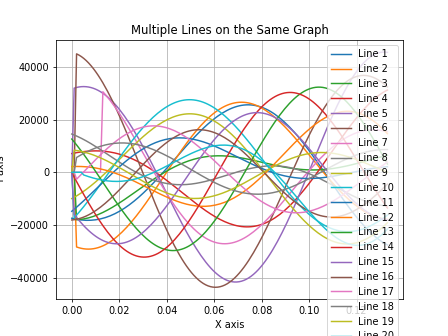 Multiple Lines on the Same Graph
40000
20000
0
−20000
−40000
0.00
0.02
0.04
0.06
0.08
0.10
X axis
Line 1
Line 2
Line 3
Line 4
Line 5
Line 6
Line 7
Line 8
Line 9
Line 10
Line 11
Line 12
Line 13
Line 14
Line 15
Line 16
Line 17
Line 18
Line 19
Line 20